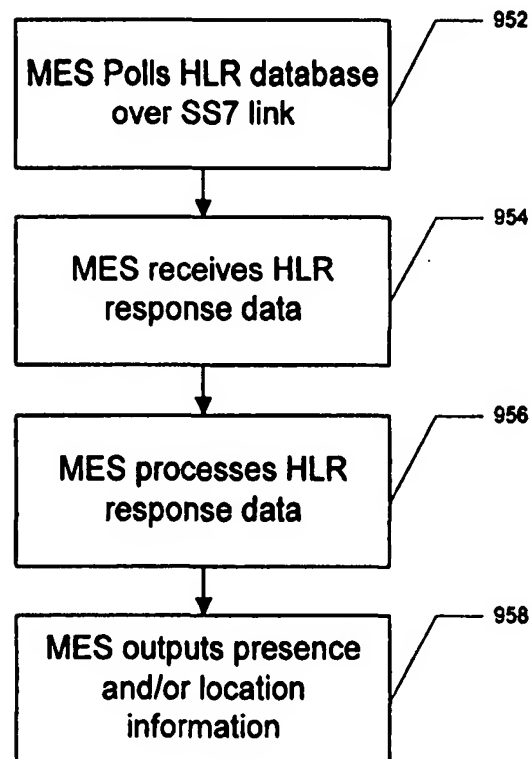 952
MES Polls HLR database
over SS7 link
954
MES receives HLR
response data
956
MES processes HLR
response data
958
MES outputs presence
and/or location
information